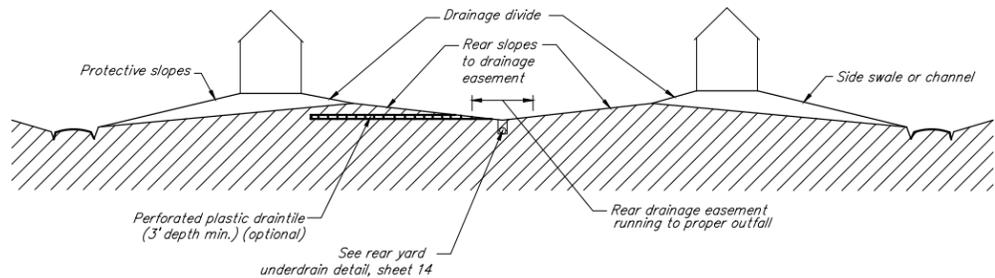 Drainage divide
Protective slopes
Rear slopes
to drainage
easement
Side swale or channel
Perforated plastic draintile
(3' depth min.) (optional)
Rear drainage easement
running to proper outfall
See rear yard
underdrain detail, sheet 14